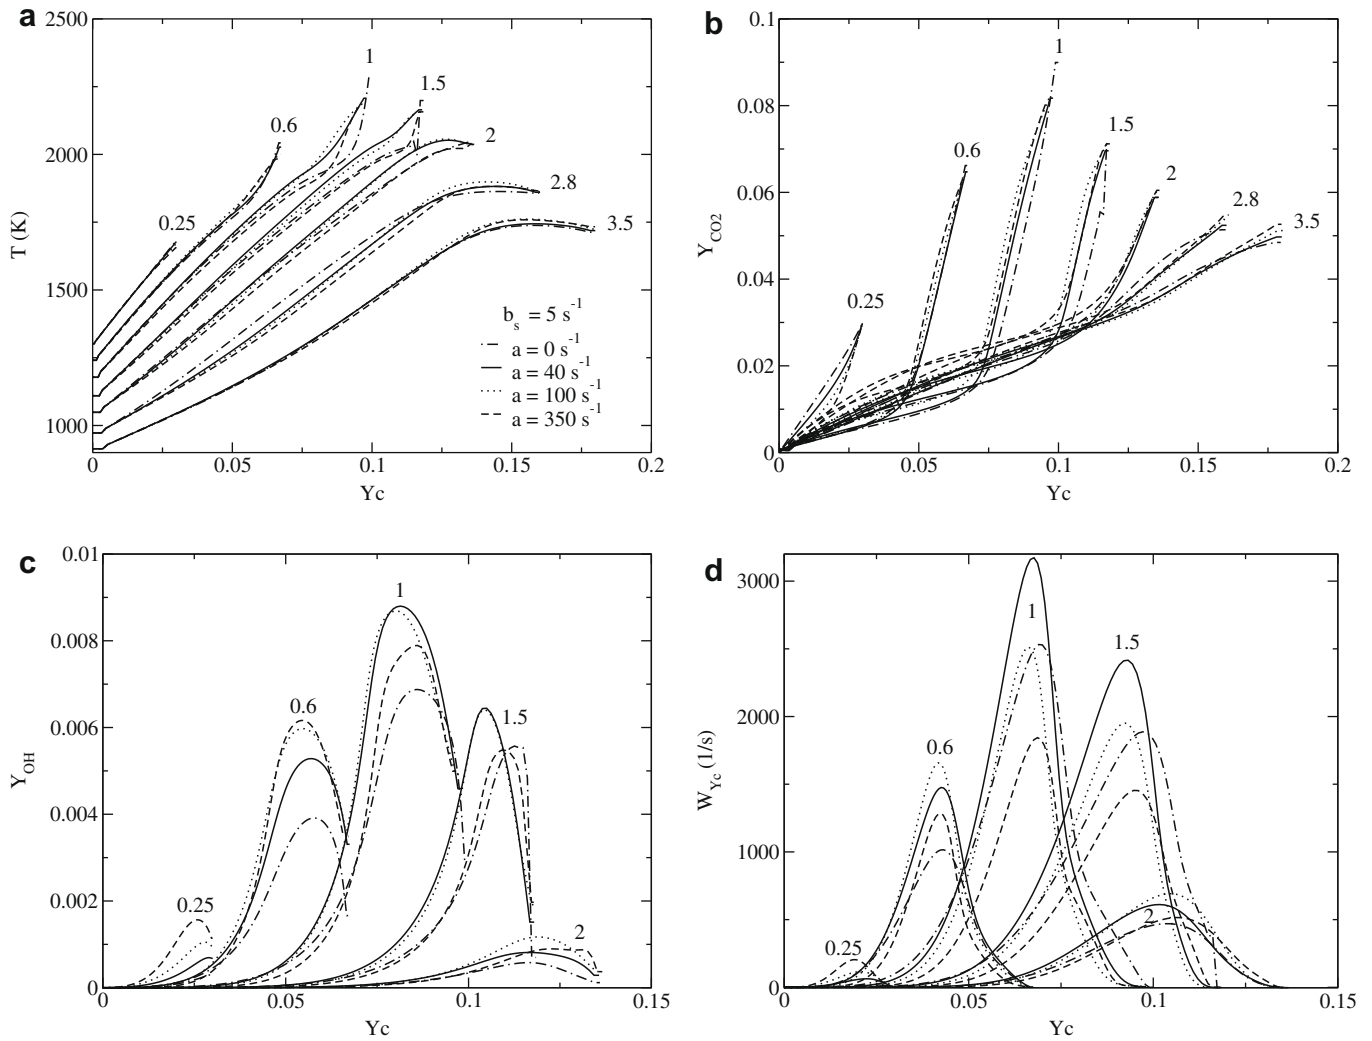 a
2500
2000
1500
1000
T (K)
0.25
0.6
1
1.5
2
2.8
3.5
b_s = 5 s^-1
a = 0 s^-1
a = 40 s^-1
a = 100 s^-1
a = 350 s^-1
0 0.05 0.1 0.15 0.2
Yc
b
0.1
0.08
0.06
0.04
0.02
0
Y_CO2
0.25
0.6
1
1.5
2
2.8
3.5
0 0.05 0.1 0.15 0.2
Yc
c
0.01
0.008
0.006
0.004
0.002
0
Y_OH
0.25
0.6
1
1.5
2
0 0.05 0.1 0.15
Yc
d
3000
2000
1000
0
W_Yc (1/s)
0.25
0.6
1
1.5
2
0 0.05 0.1 0.15
Yc